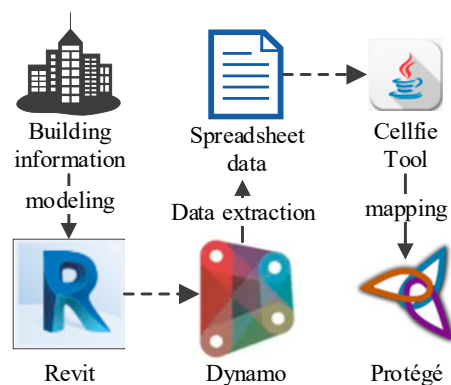 Building
information
modeling
Revit
Spreadsheet
data
Data extraction
Dynamo
Cellfie
Tool
mapping
Protégé